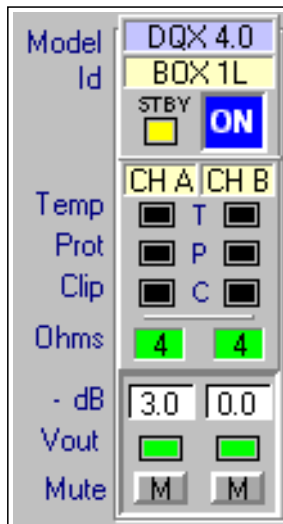 Model DQX 4.0
Id BOX 1L
STBY ON
CH A CH B
Temp T
Prot P
Clip C
Ohms 4 4
- dB 3.0 0.0
Vout
Mute M M